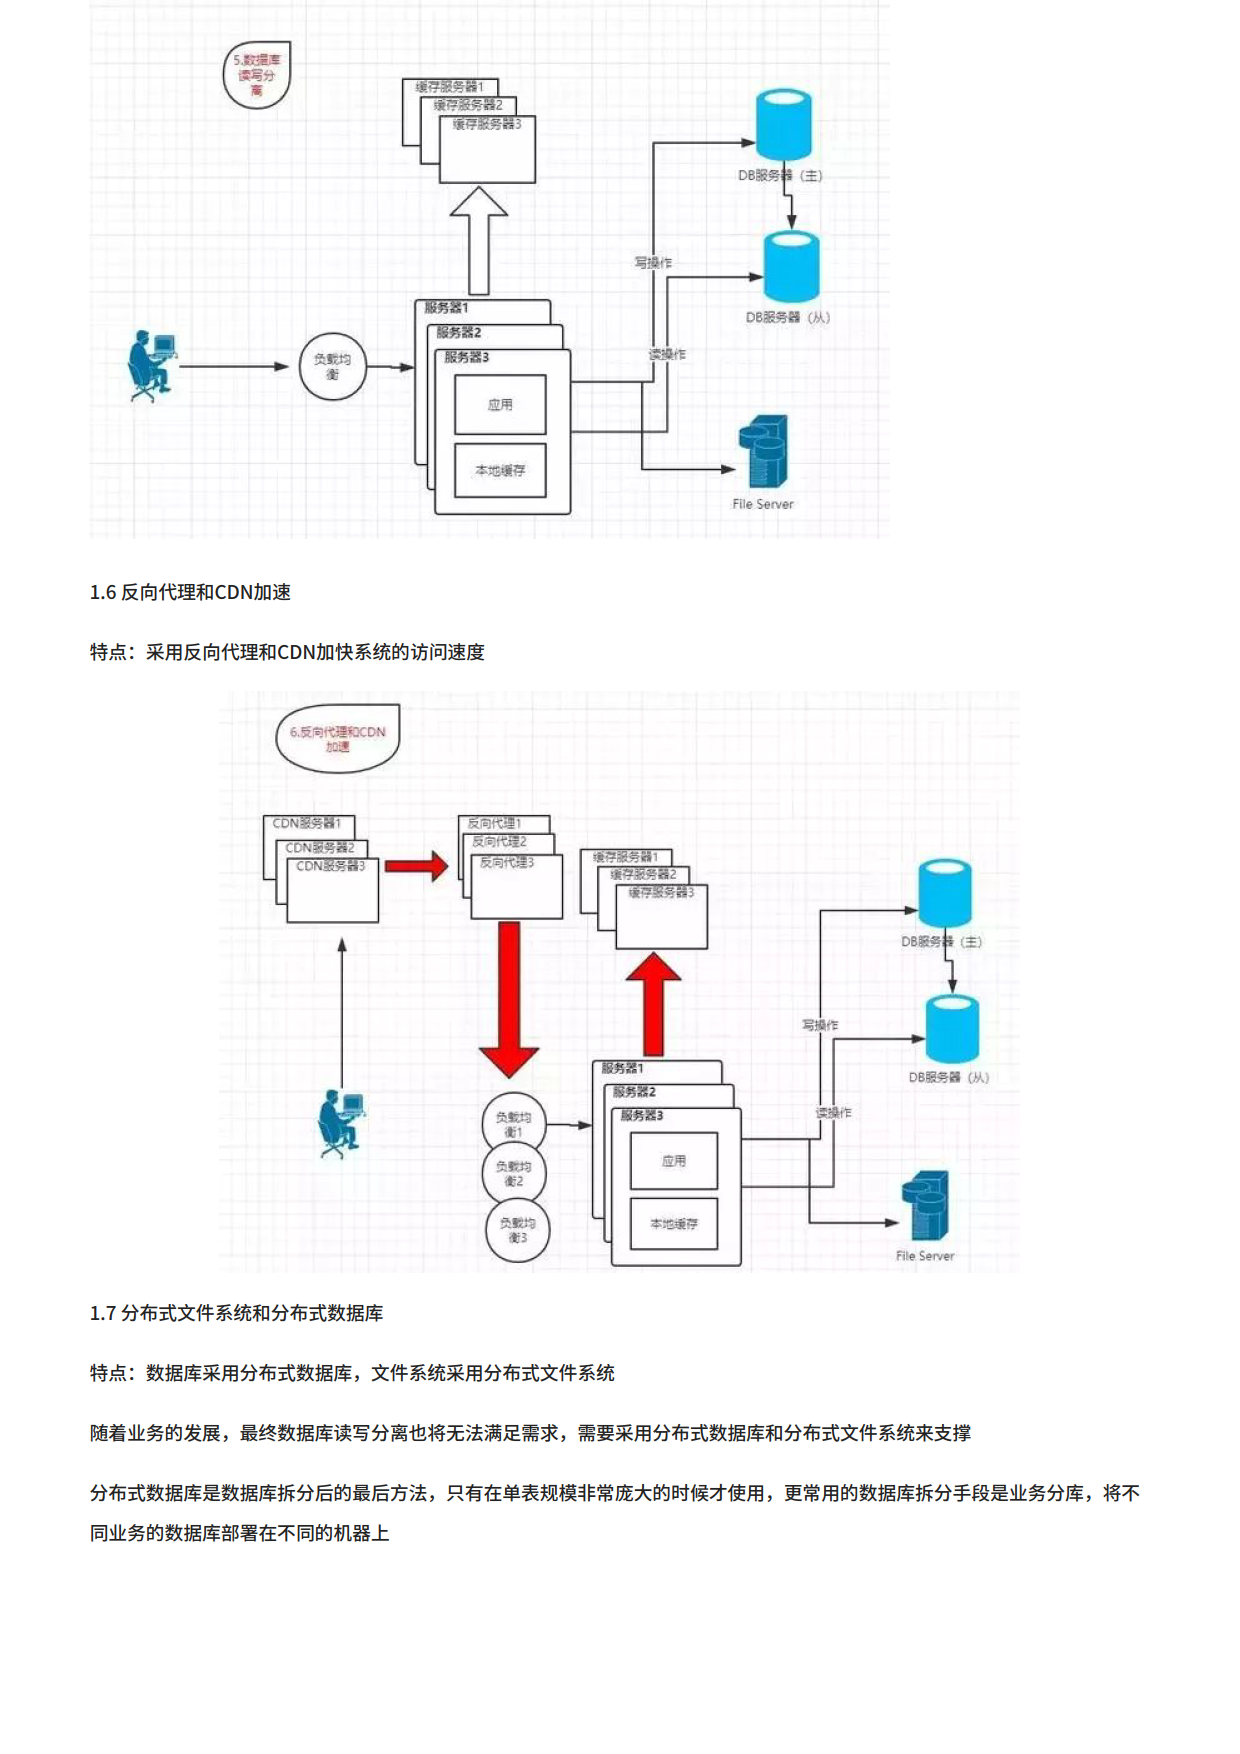 5.数据库
读写分
离
缓存服务器1
缓存服务器2
缓存服务器3
DB服务器（主）
写操作
DB服务器（从）
读操作
服务器1
服务器2
服务器3
负载均
衡
应用
本地缓存
File Server
1.6 反向代理和CDN加速
特点：采用反向代理和CDN加快系统的访问速度
6.反向代理和CDN
加速
CDN服务器1
CDN服务器2
CDN服务器3
反向代理1
反向代理2
反向代理3
缓存服务器1
缓存服务器2
缓存服务器3
DB服务器（主）
写操作
DB服务器（从）
读操作
服务器1
服务器2
服务器3
负载均
衡1
负载均
衡2
负载均
衡3
应用
本地缓存
File Server
1.7 分布式文件系统和分布式数据库
特点：数据库采用分布式数据库，文件系统采用分布式文件系统
随着业务的发展，最终数据库读写分离也将无法满足需求，需要采用分布式数据库和分布式文件系统来支撑
分布式数据库是数据库拆分后的最后方法，只有在单表规模非常庞大的时候才使用，更常用的数据库拆分手段是业务分库，将不
同业务的数据库部署在不同的机器上